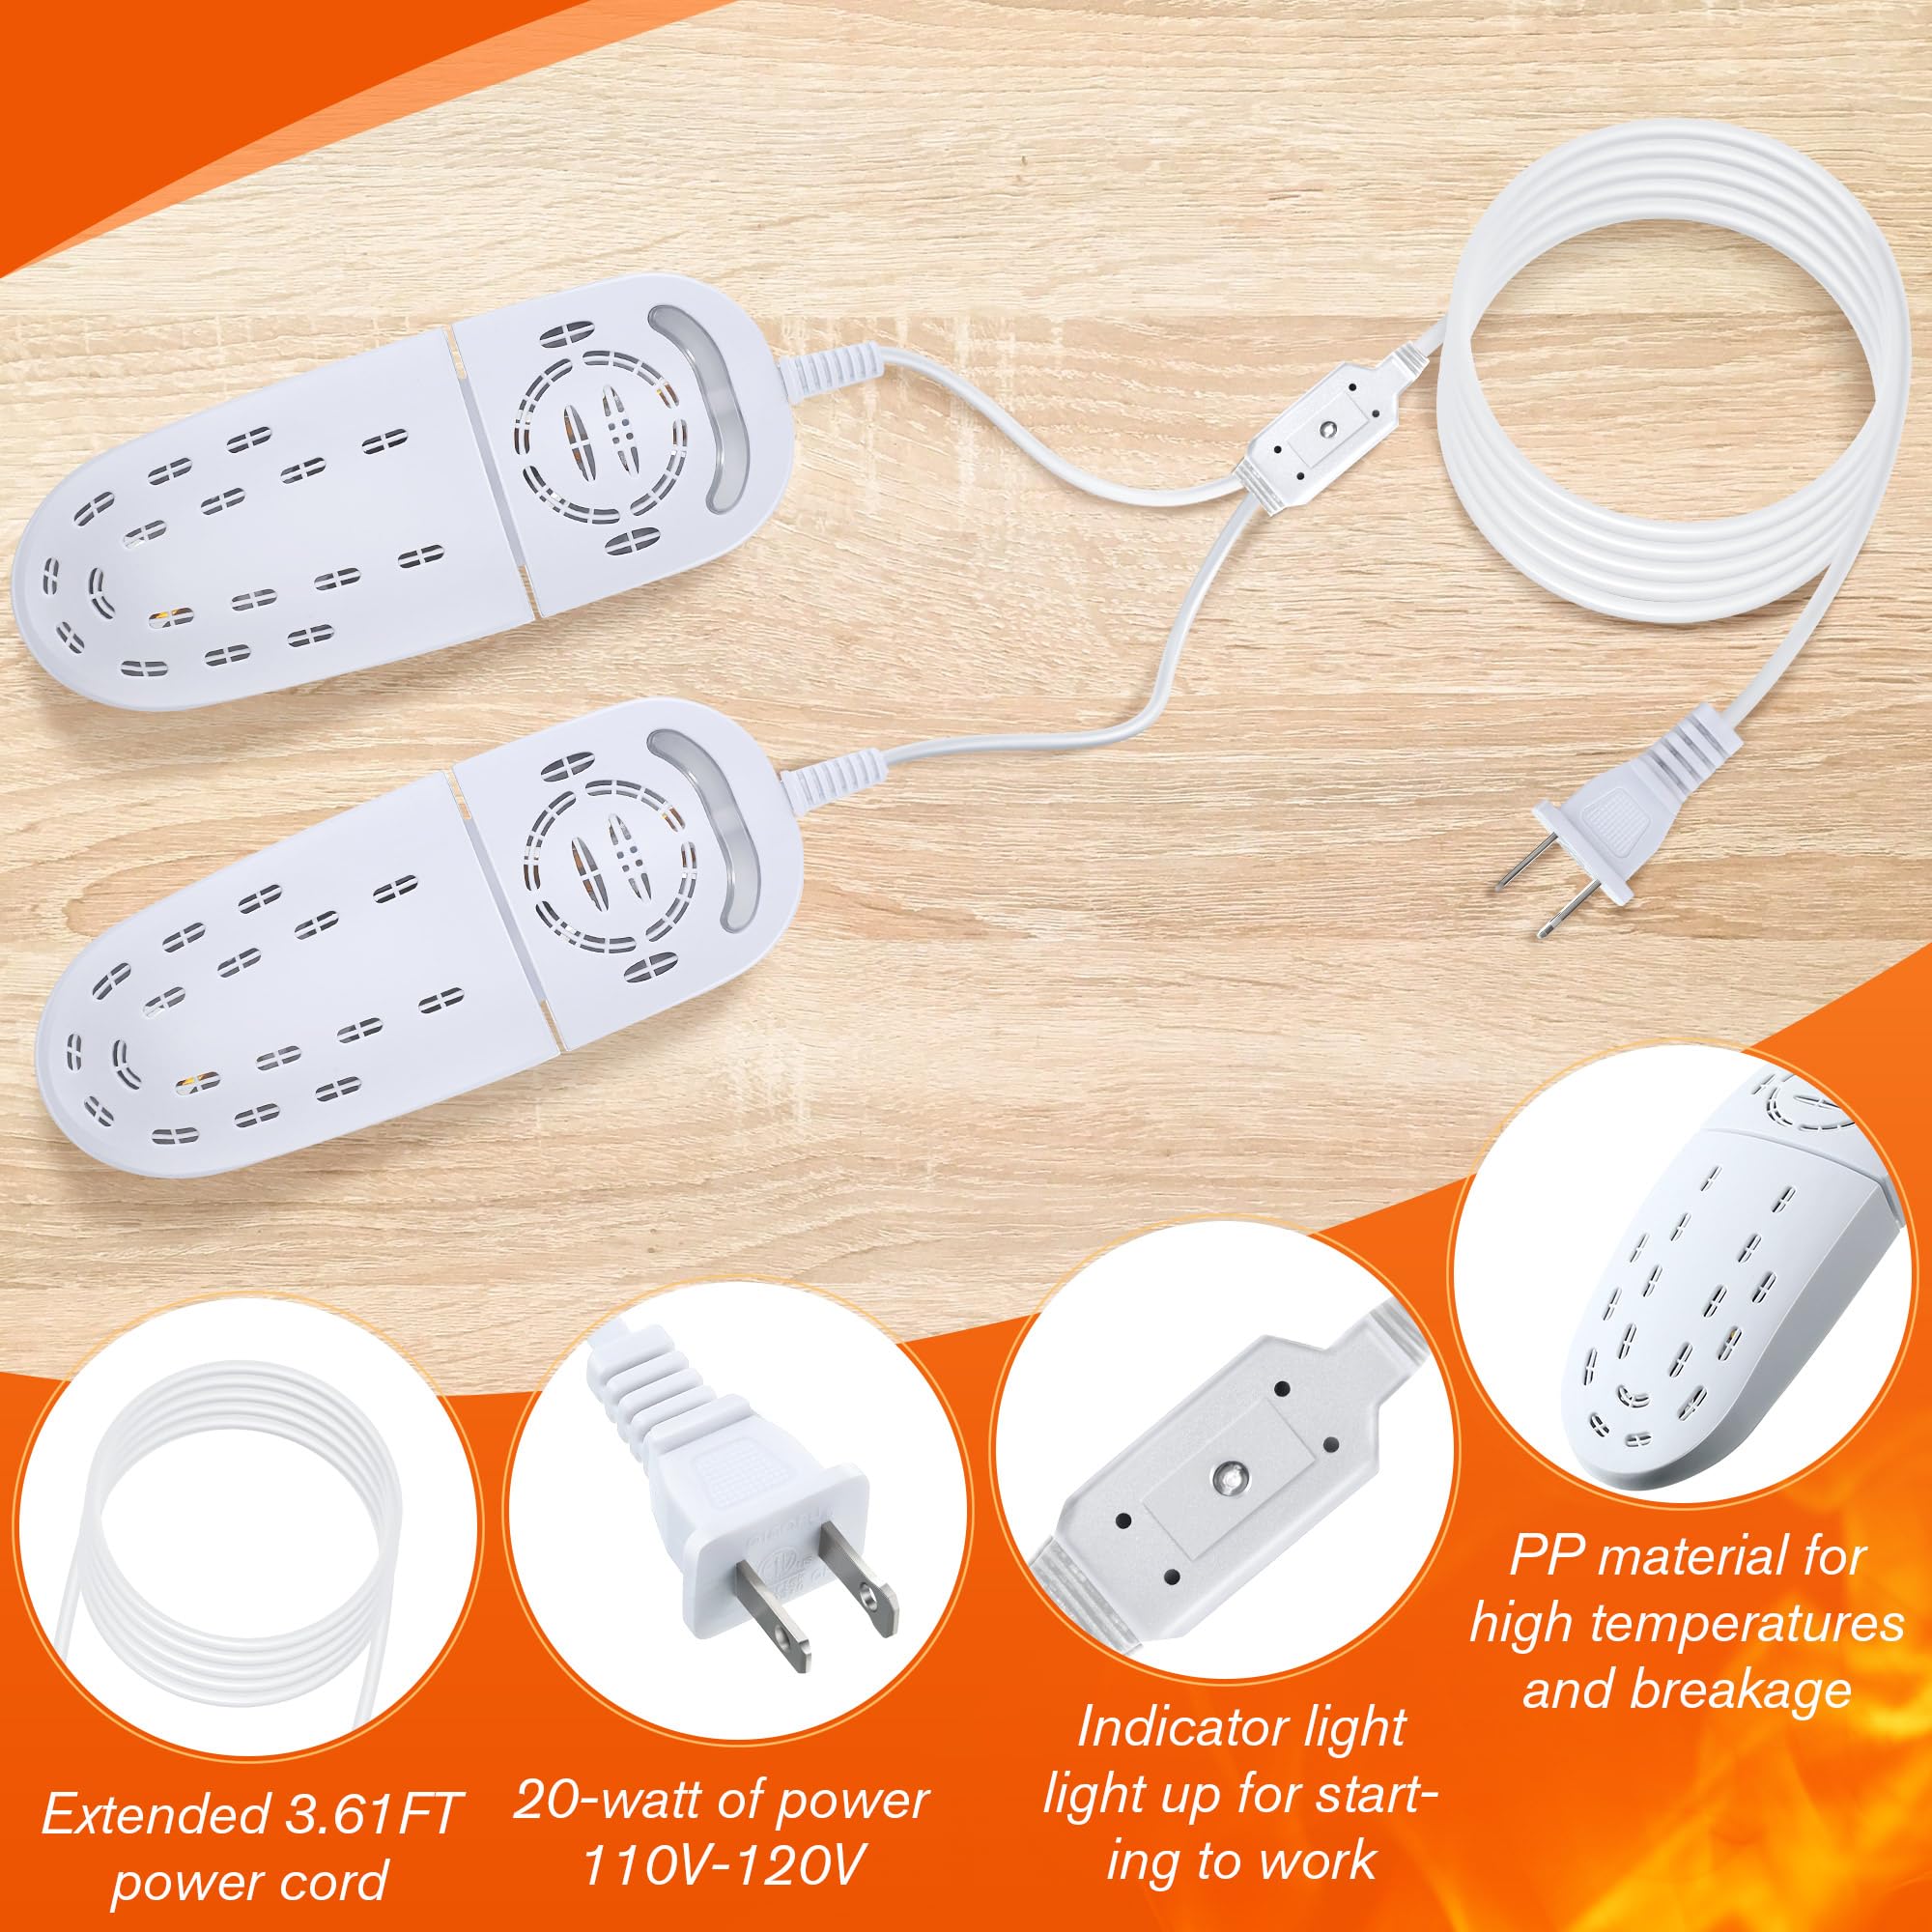 Extended 3.61FT
power cord
20-watt of power
110V-120V
Indicator light
light up for start-
ing to work
PP material for
high temperatures
and breakage